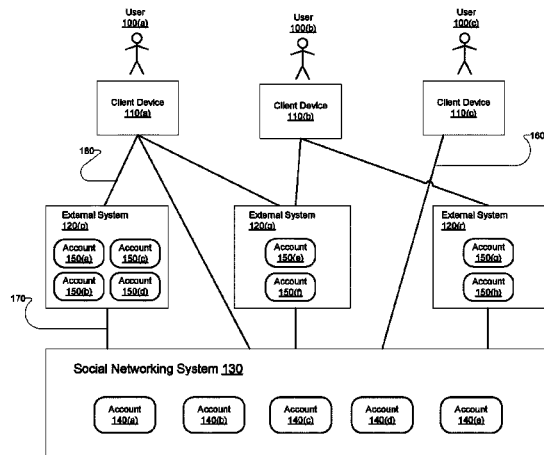 User
100(a)
User
100(b)
User
100(c)
Client Device
110(a)
Client Device
110(b)
Client Device
110(c)
160
160
External System
120(p)
Account
150(a)
Account
150(c)
Account
150(b)
Account
150(d)
External System
120(q)
Account
150(e)
Account
150(f)
External System
120(r)
Account
150(g)
Account
150(h)
170
Social Networking System 130
Account
140(a)
Account
140(b)
Account
140(c)
Account
140(d)
Account
140(e)